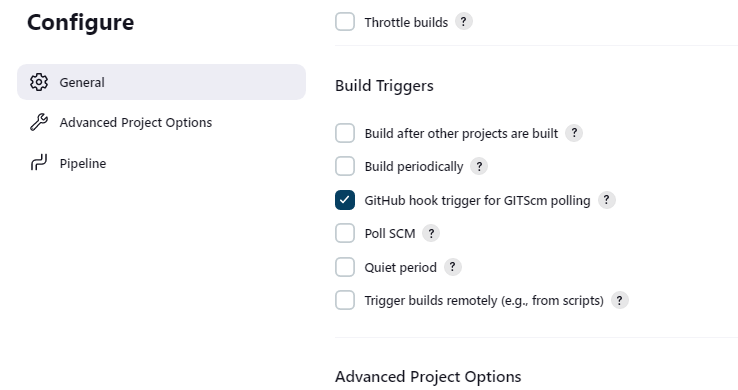 Configure
General
Advanced Project Options
Pipeline
Throttle builds ?
Build Triggers
Build after other projects are built ?
Build periodically ?
GitHub hook trigger for GITScm polling ?
Poll SCM ?
Quiet period ?
Trigger builds remotely (e.g., from scripts) ?
Advanced Project Options